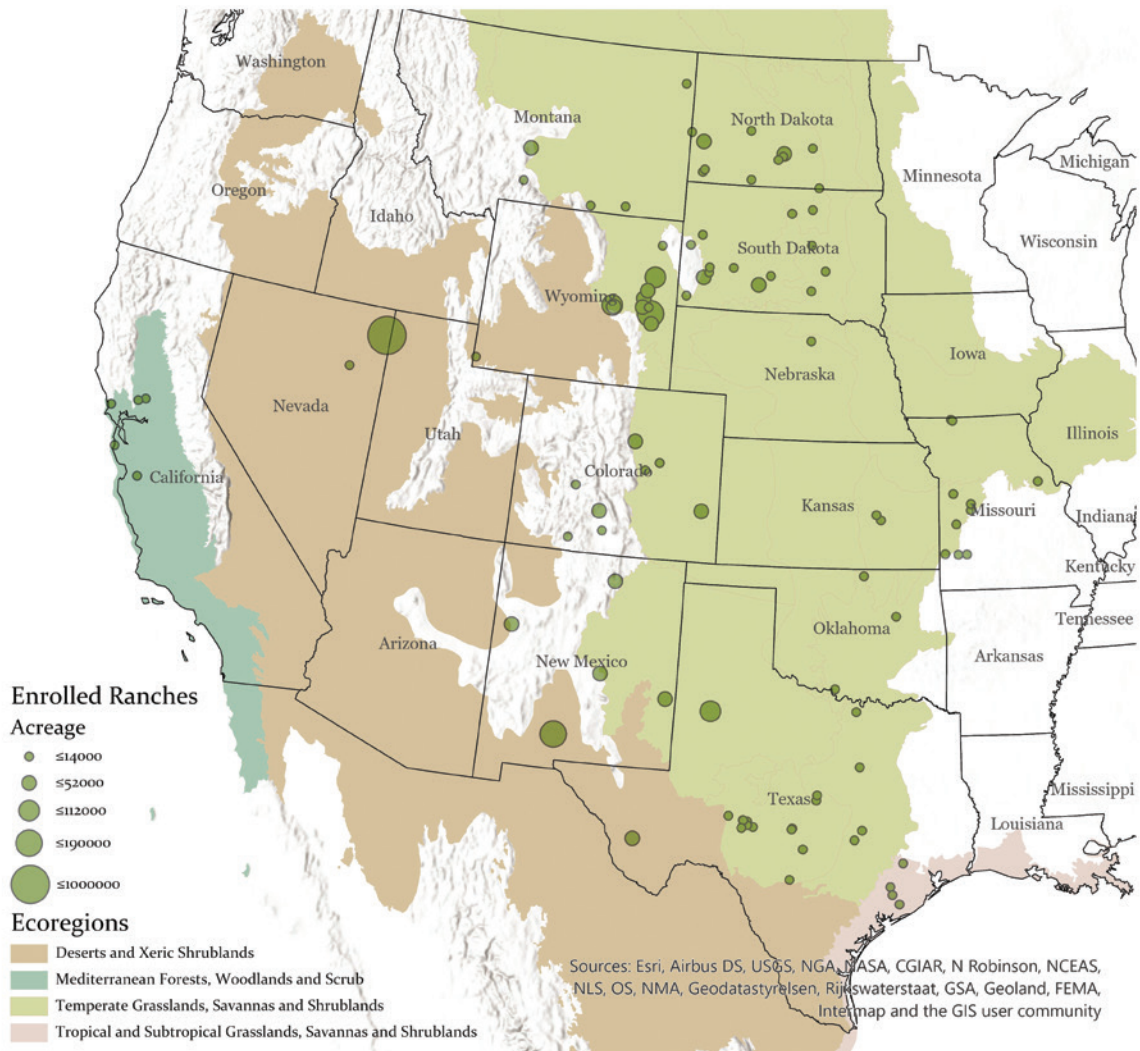 Washington
Montana
North Dakota
Minnesota
Michigan
Oregon
Idaho
Wisconsin
South Dakota
Wyoming
Iowa
Nebraska
Nevada
Utah
Illinois
Colorado
California
Kansas
Missouri
Indiana
Kentucky
Tennessee
Oklahoma
Arizona
New Mexico
Arkansas
Texas
Mississippi
Louisiana
Enrolled Ranches
Acreage
≤14000
≤52000
≤112000
≤190000
≤1000000
Ecoregions
Deserts and Xeric Shrublands
Mediterranean Forests, Woodlands and Scrub
Temperate Grasslands, Savannas and Shrublands
Tropical and Subtropical Grasslands, Savannas and Shrublands
Sources: Esri, Airbus DS, USGS, NGA, NASA, CGIAR, N Robinson, NCEAS,
NLS, OS, NMA, Geodatastyrelsen, Rijkswaterstaat, GSA, Geoland, FEMA,
Intermap and the GIS user community